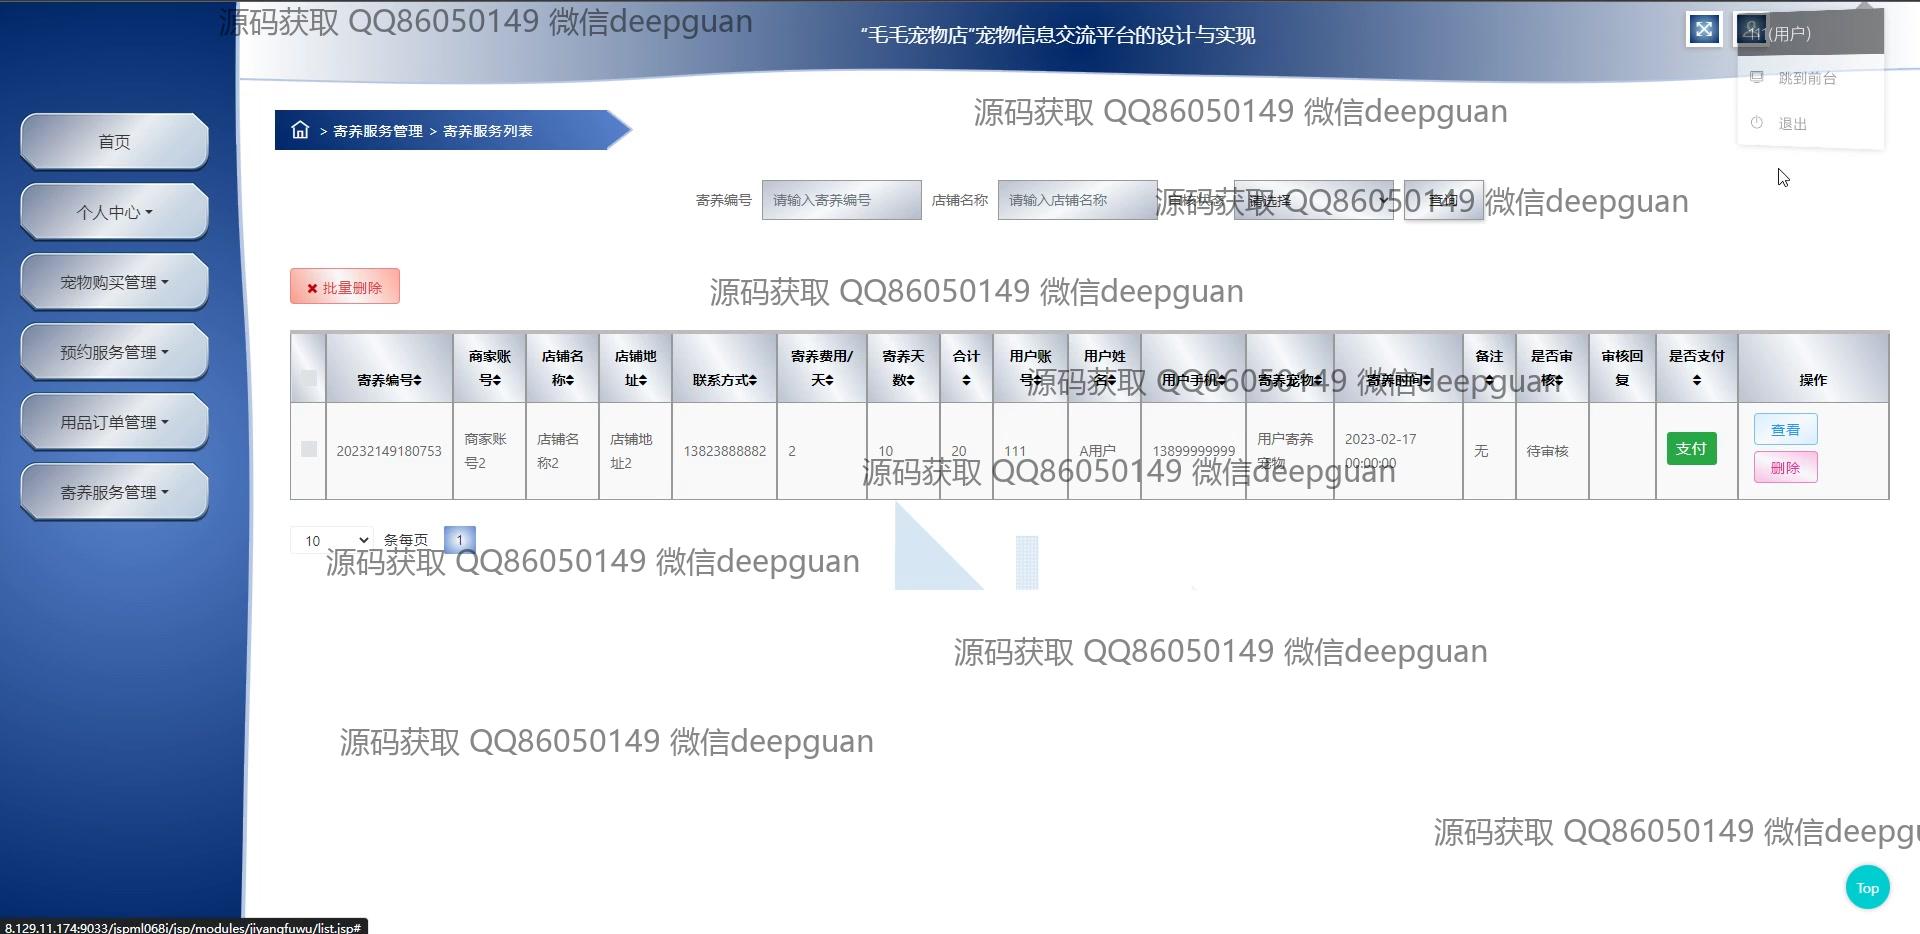 源码获取 QQ86050149 微信deepguan
“毛毛宠物店”宠物信息交流平台的设计与实现
111(用户)
跳到前台
退出
首页
个人中心
宠物购买管理
预约服务管理
用品订单管理
寄养服务管理
> 寄养服务管理 > 寄养服务列表
源码获取 QQ86050149 微信deepguan
寄养编号 请输入寄养编号 店铺名称 请输入店铺名称 请选择 查询
源码获取 QQ86050149 微信deepguan
批量删除
源码获取 QQ86050149 微信deepguan
寄养编号 商家账号 店铺名称 店铺地址 联系方式 寄养费用/天 寄养天数 合计 用户账号 用户姓名 用户手机 寄养宠物 寄养时间 备注 是否审核 审核回复 是否支付 操作
源码获取 QQ86050149 微信deepguan
20232149180753 商家账号2 店铺名称2 店铺地址2 13823888882 2 10 20 111 A用户 13899999999 用户寄养宠物 2023-02-17 00:00:00 无 待审核 支付 查看
删除
源码获取 QQ86050149 微信deepguan
10 条每页 1
源码获取 QQ86050149 微信deepguan
源码获取 QQ86050149 微信deepguan
源码获取 QQ86050149 微信deepguan
源码获取 QQ86050149 微信deepgu
Top
8.129.11.174:9033/jspml068i/jsp/modules/jiyangfuwu/list.jsp#